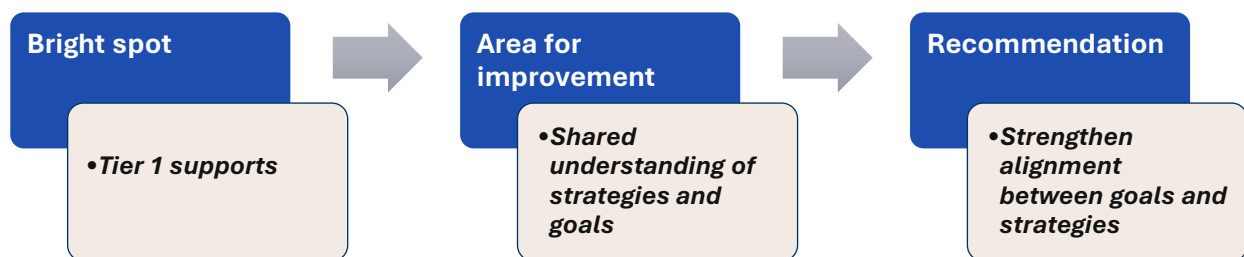 Bright spot
•Tier 1 supports
Area for
improvement
•Shared
understanding of
strategies and
goals
Recommendation
•Strengthen
alignment
between goals and
strategies